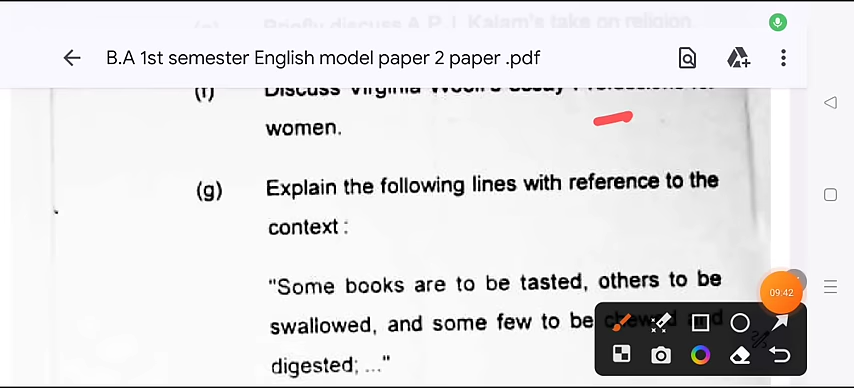 (e) Briefly discuss A P J Kalam's take on religion
B.A 1st semester English model paper 2 paper .pdf
(f) Discuss Virginia Woolf's essay
women.
(g) Explain the following lines with reference to the
context :
"Some books are to be tasted, others to be
swallowed, and some few to be chewed and
digested; ..."
09:42